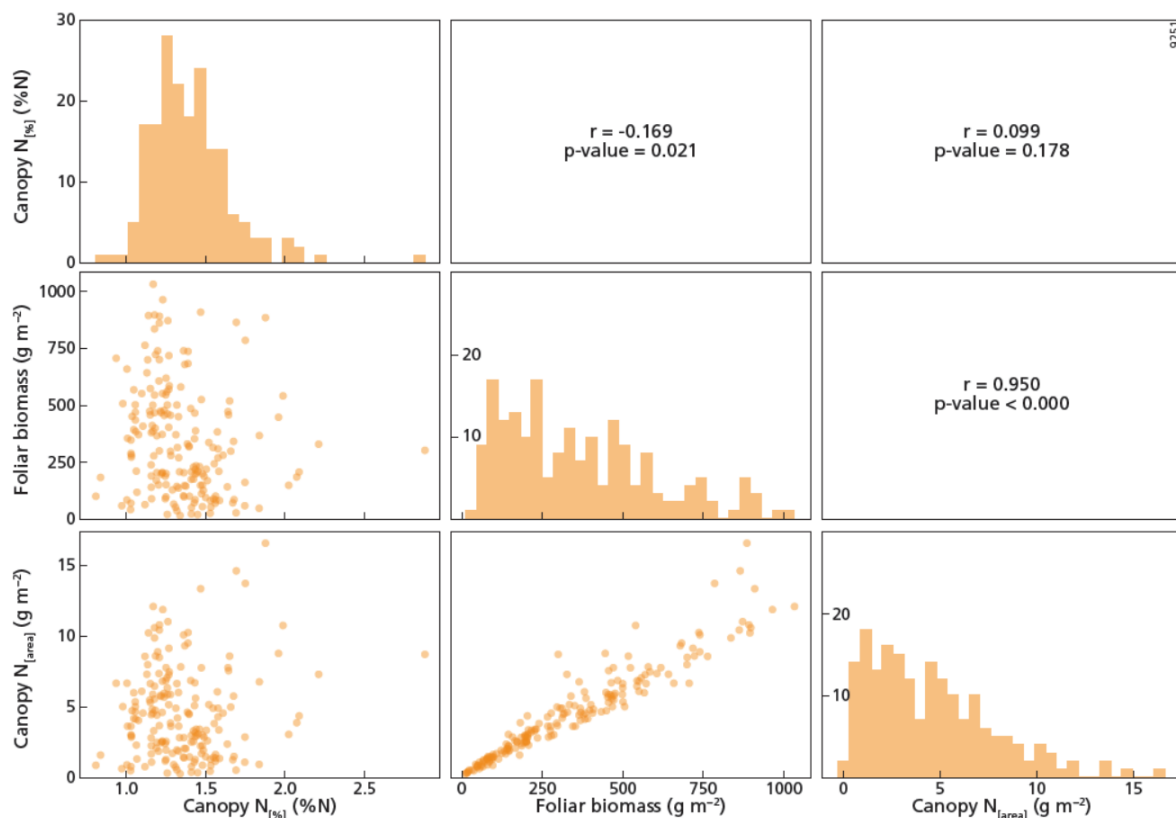 30
20
10
0
Canopy N[%] (%N)
r = -0.169
p-value = 0.021
r = 0.099
p-value = 0.178
9251
1000
750
500
250
0
Foliar biomass (g m⁻²)
20
10
r = 0.950
p-value < 0.000
15
10
5
0
Canopy N[area] (g m⁻²)
20
10
1.0 1.5 2.0 2.5
250 500 750 1000
0 5 10 15
Canopy N[%] (%N)
Foliar biomass (g m⁻²)
Canopy N[area] (g m⁻²)